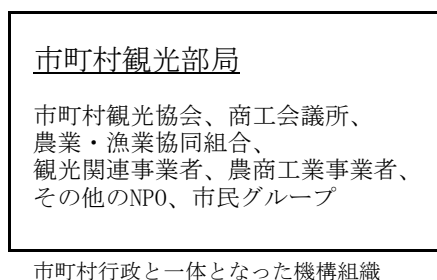 市町村観光部局
市町村観光協会、商工会議所、
農業・漁業協同組合、
観光関連事業者、農商工業事業者、
その他のNPO、市民グループ
市町村行政と一体となった機構組織